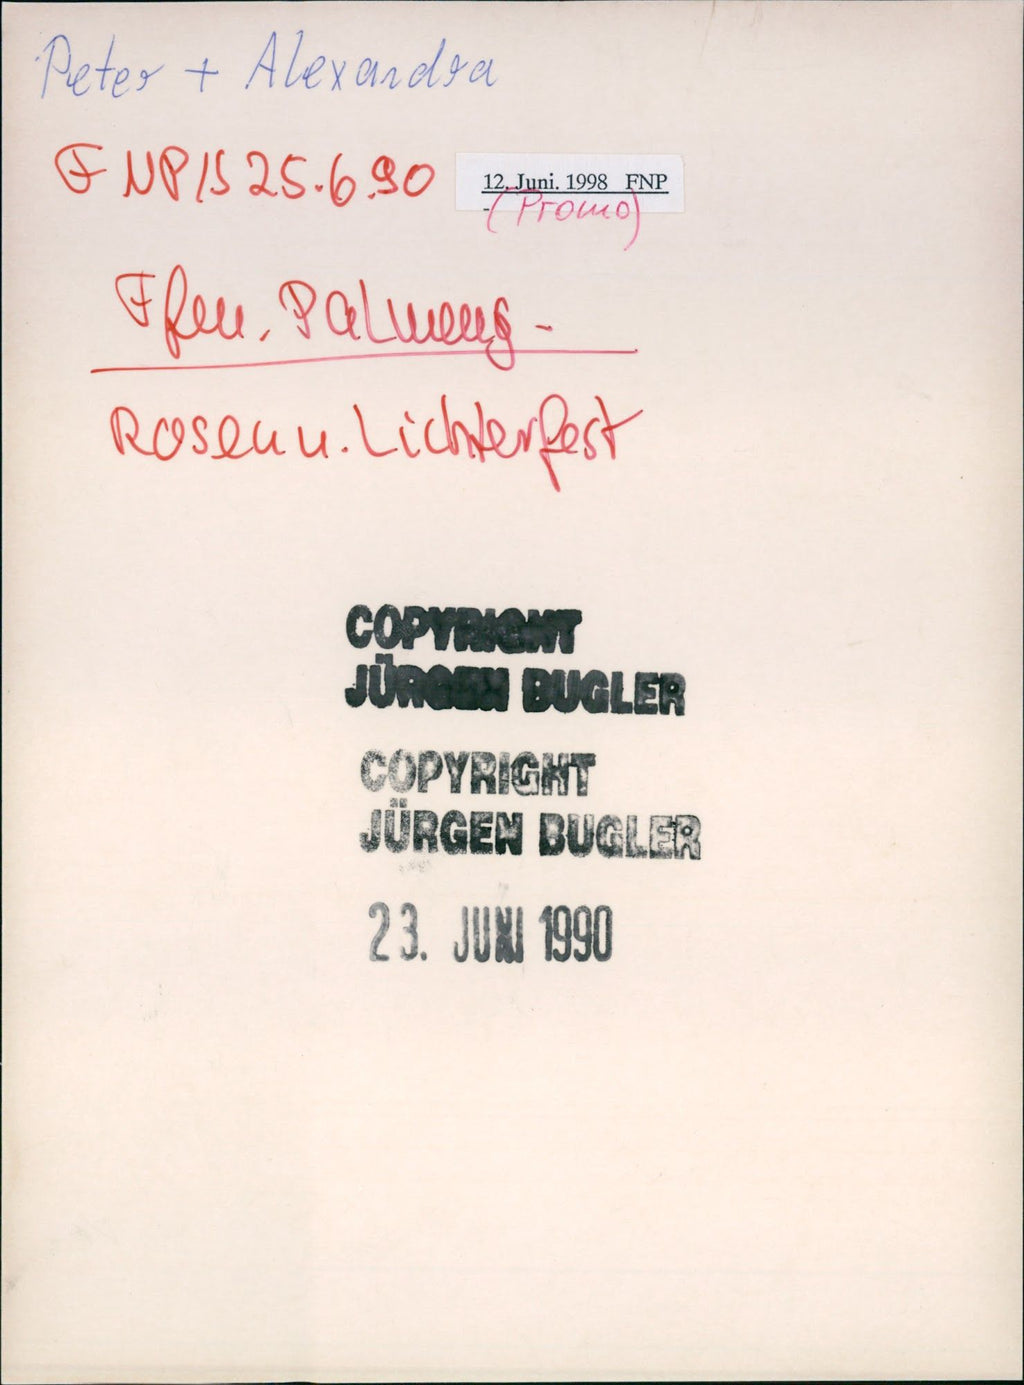 Peter + Alexandra
FNP/S 25.6.90
12. Juni. 1998 FNP
-(Promo)
Ffm. Palmeng-
Rosen u. Lichterfest
COPYRIGHT
JÜRGEN BUGLER
COPYRIGHT
JÜRGEN BUGLER
23. JUNI 1990